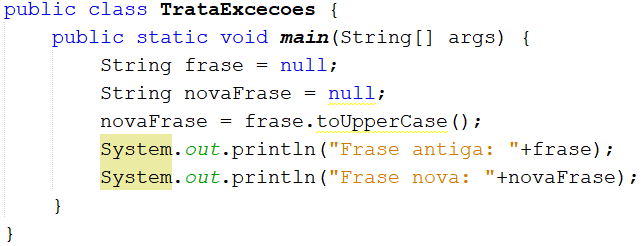 public class TrataExcecoes {
    public static void main(String[] args) {
        String frase = null;
        String novaFrase = null;
        novaFrase = frase.toUpperCase();
        System.out.println("Frase antiga: "+frase);
        System.out.println("Frase nova: "+novaFrase);
    }
}